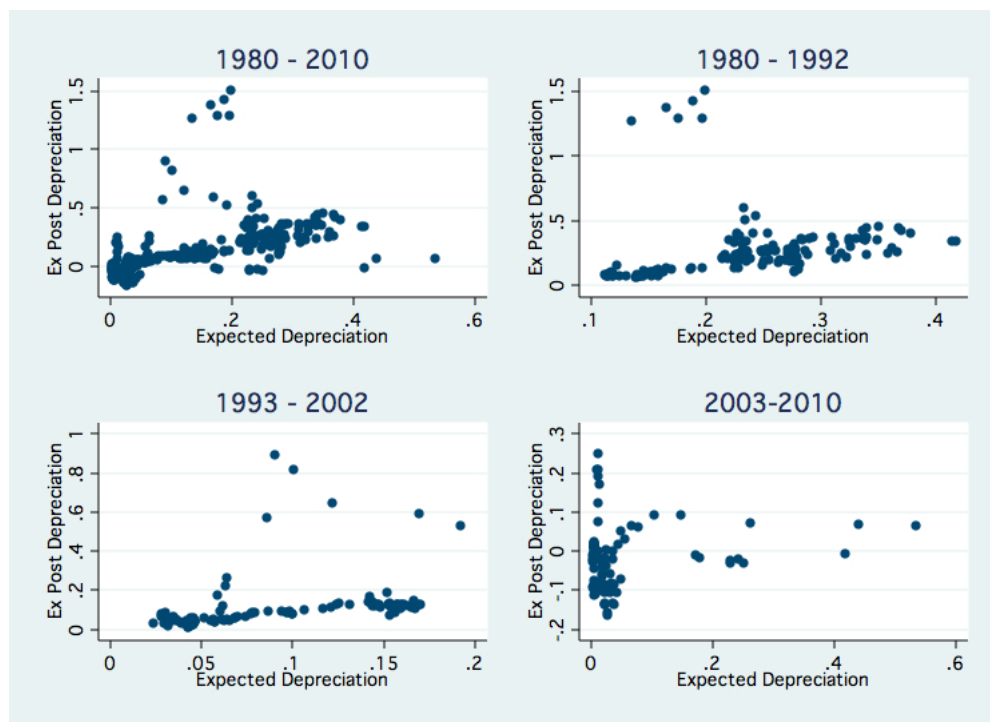 1980 - 2010
Ex Post Depreciation
1.5
1
.5
0
0 .2 .4 .6
Expected Depreciation
1980 - 1992
Ex Post Depreciation
1.5
1
.5
0
.1 .2 .3 .4
Expected Depreciation
1993 - 2002
Ex Post Depreciation
1
.8
.6
.4
.2
0
0 .05 .1 .15 .2
Expected Depreciation
2003-2010
Ex Post Depreciation
.3
.2
.1
0
-.1
-.2
0 .2 .4 .6
Expected Depreciation